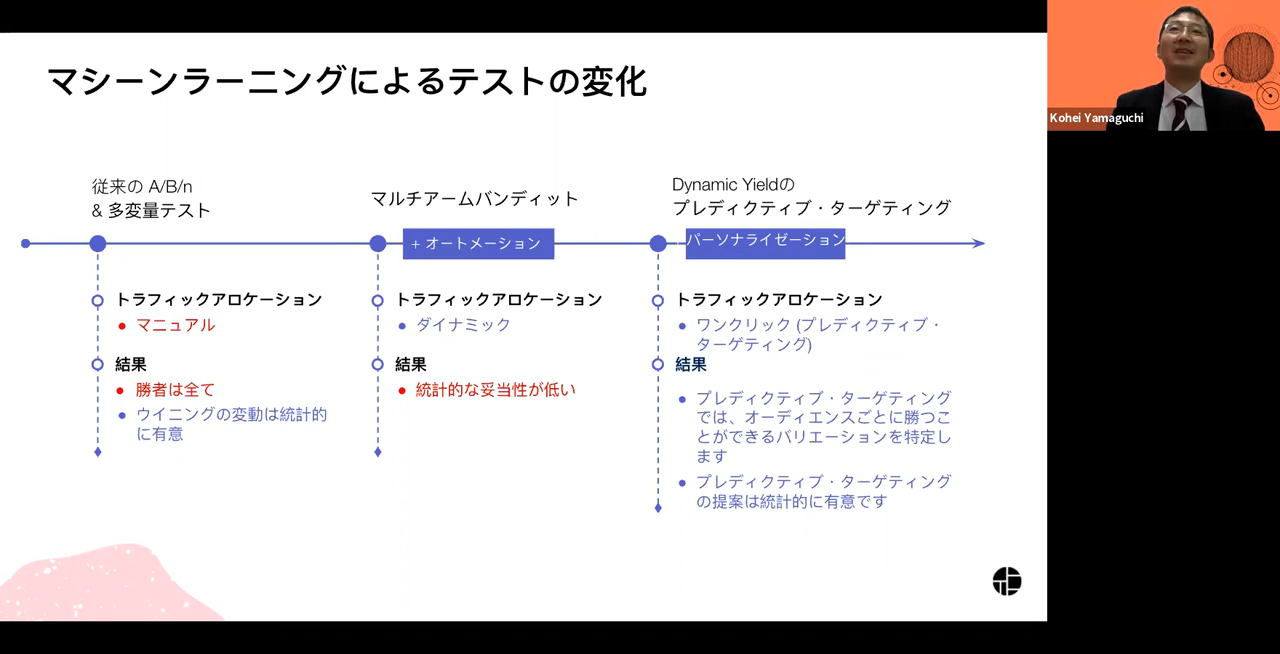 マシーンラーニングによるテストの変化
Kohei Yamaguchi
従来の A/B/n
& 多変量テスト
トラフィックアロケーション
マニュアル
結果
勝者は全て
ウイニングの変動は統計的
に有意
マルチアームバンディット
+ オートメーション
トラフィックアロケーション
ダイナミック
結果
統計的な妥当性が低い
Dynamic Yieldの
プレディクティブ・ターゲティング
パーソナライゼーション
トラフィックアロケーション
ワンクリック (プレディクティブ・
ターゲティング)
結果
プレディクティブ・ターゲティング
では、オーディエンスごとに勝つこ
とができるバリエーションを特定し
ます
プレディクティブ・ターゲティング
の提案は統計的に有意です